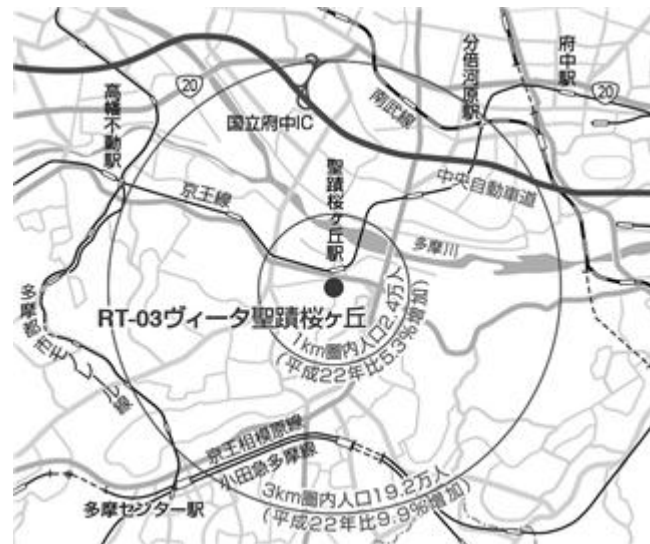 府中駅
分倍河原駅
20
20
高幡不動駅
国立府中IC
南武線
聖蹟桜ヶ丘駅
京王線
中央自動車道
多摩川
RT-03ヴィータ聖蹟桜ヶ丘
1km圏内人口2.4万人
(平成22年比5.3%増加)
多摩都市モノレール線
京王相模原線
小田急多摩線
多摩センター駅
3km圏内人口19.2万人
(平成22年比9.9%増加)